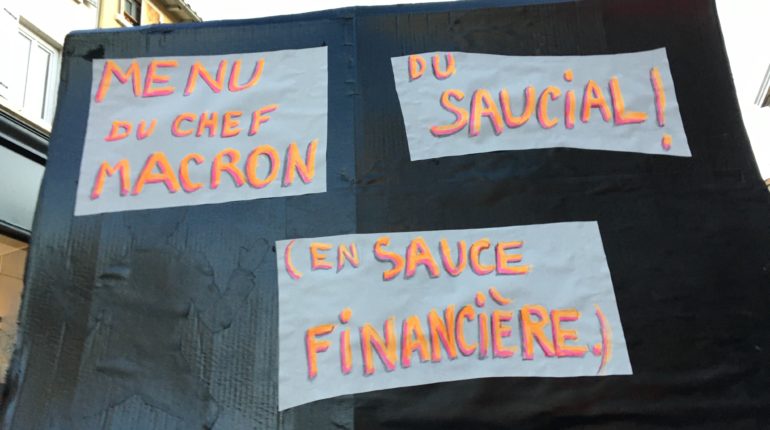 MENU
DU CHEF
MACRON
DU
SAUCiAL!
(EN SAUCE
FiNANCiÈRE.)